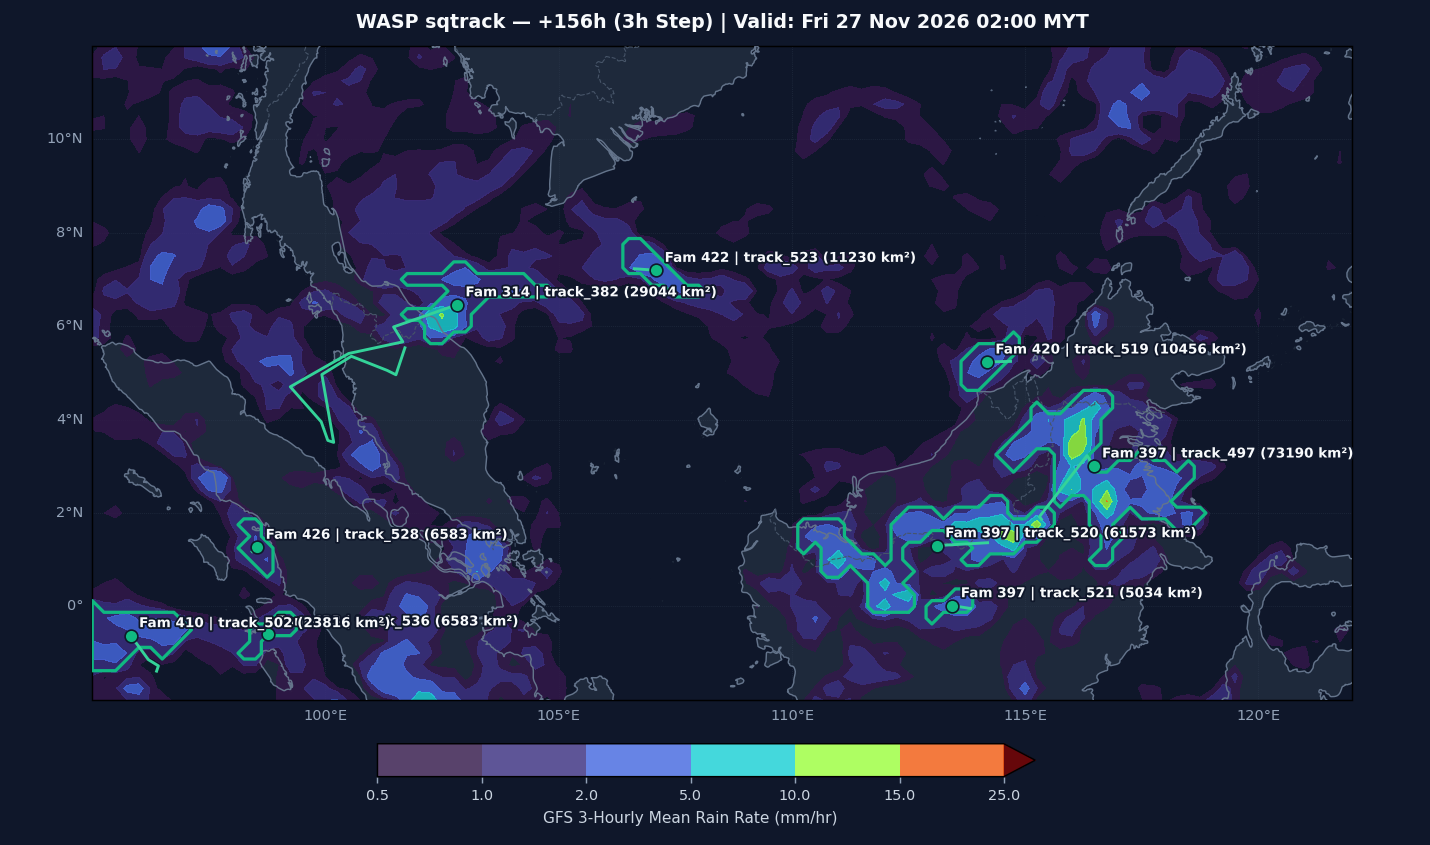 WASP sqtrack — +156h (3h Step) | Valid: Fri 27 Nov 2026 02:00 MYT
10°N
8°N
6°N
4°N
2°N
0°
Fam 422 | track_523 (11230 km²)
Fam 314 | track_382 (29044 km²)
Fam 420 | track_519 (10456 km²)
Fam 397 | track_497 (73190 km²)
Fam 426 | track_528 (6583 km²)
Fam 397 | track_520 (61573 km²)
Fam 397 | track_521 (5034 km²)
Fam 410 | track_502 (23816 km²)
_536 (6583 km²)
100°E
105°E
110°E
115°E
120°E
0.5
1.0
2.0
5.0
10.0
15.0
25.0
GFS 3-Hourly Mean Rain Rate (mm/hr)